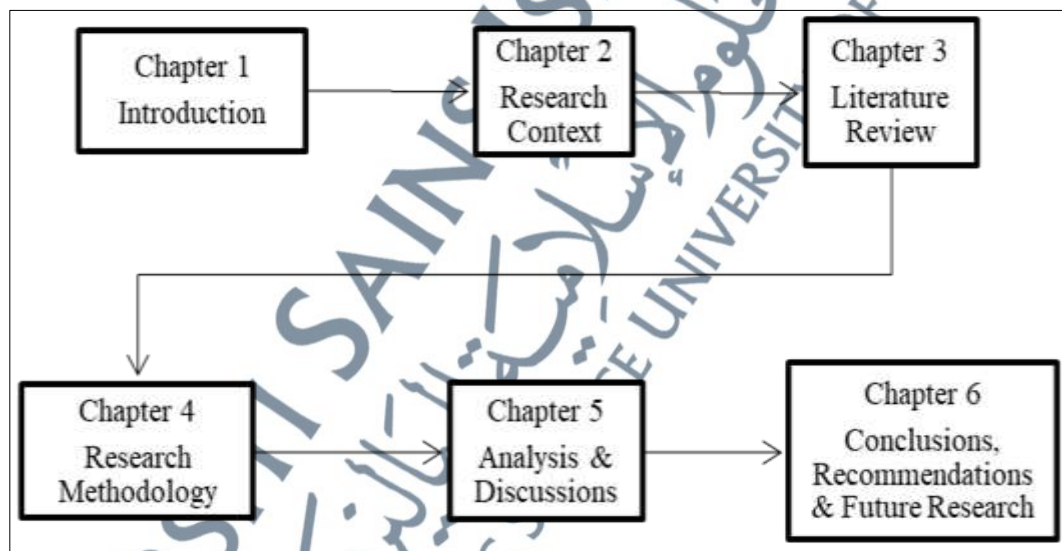 Chapter 1
Introduction
Chapter 2
Research
Context
Chapter 3
Literature
Review
Chapter 4
Research
Methodology
Chapter 5
Analysis &
Discussions
Chapter 6
Conclusions,
Recommendations
& Future Research
SAINS